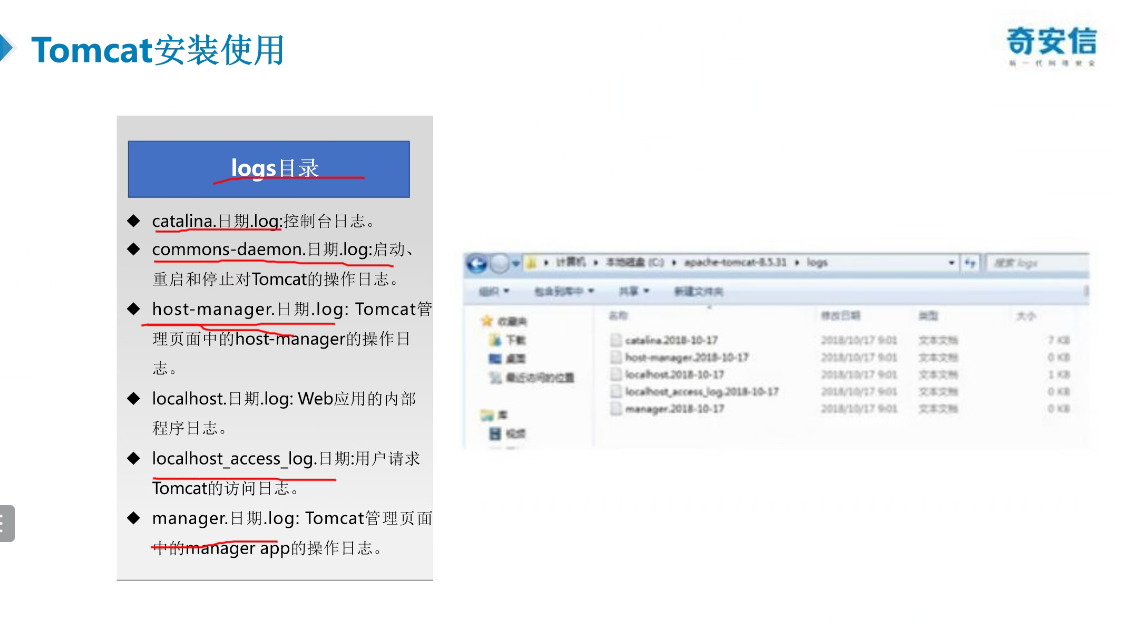 Tomcat安装使用
奇安信
新一代网络安全
logs目录
catalina.日期.log:控制台日志。
commons-daemon.日期.log:启动、
重启和停止对Tomcat的操作日志。
host-manager.日期.log: Tomcat管
理页面中的host-manager的操作日
志。
localhost.日期.log: Web应用的内部
程序日志。
localhost_access_log.日期:用户请求
Tomcat的访问日志。
manager.日期.log: Tomcat管理页面
中的manager app的操作日志。
计算机 本地磁盘 (C:) apache-tomcat-8.5.31 logs 搜索 logs
组织 包含到库中 共享 新建文件夹
收藏夹
下载
桌面
最近访问的位置
库
视频
名称 修改日期 类型 大小
catalina.2018-10-17 2018/10/17 9:01 文本文档 7 KB
host-manager.2018-10-17 2018/10/17 9:01 文本文档 0 KB
localhost.2018-10-17 2018/10/17 9:01 文本文档 1 KB
localhost_access_log.2018-10-17 2018/10/17 9:01 文本文档 0 KB
manager.2018-10-17 2018/10/17 9:01 文本文档 0 KB